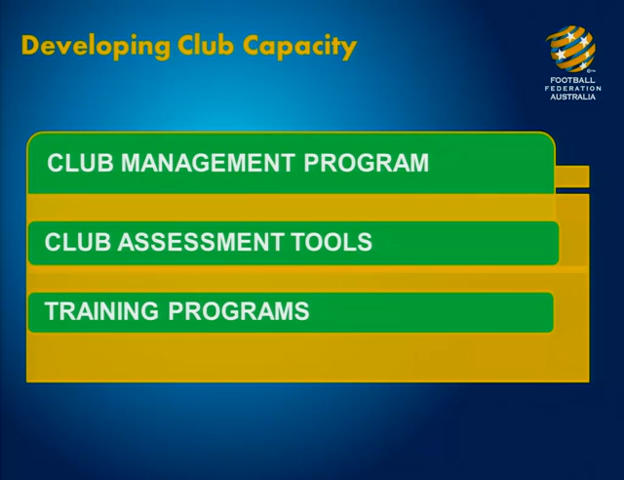 Developing Club Capacity
FOOTBALL
FEDERATION
AUSTRALIA
CLUB MANAGEMENT PROGRAM
CLUB ASSESSMENT TOOLS
TRAINING PROGRAMS